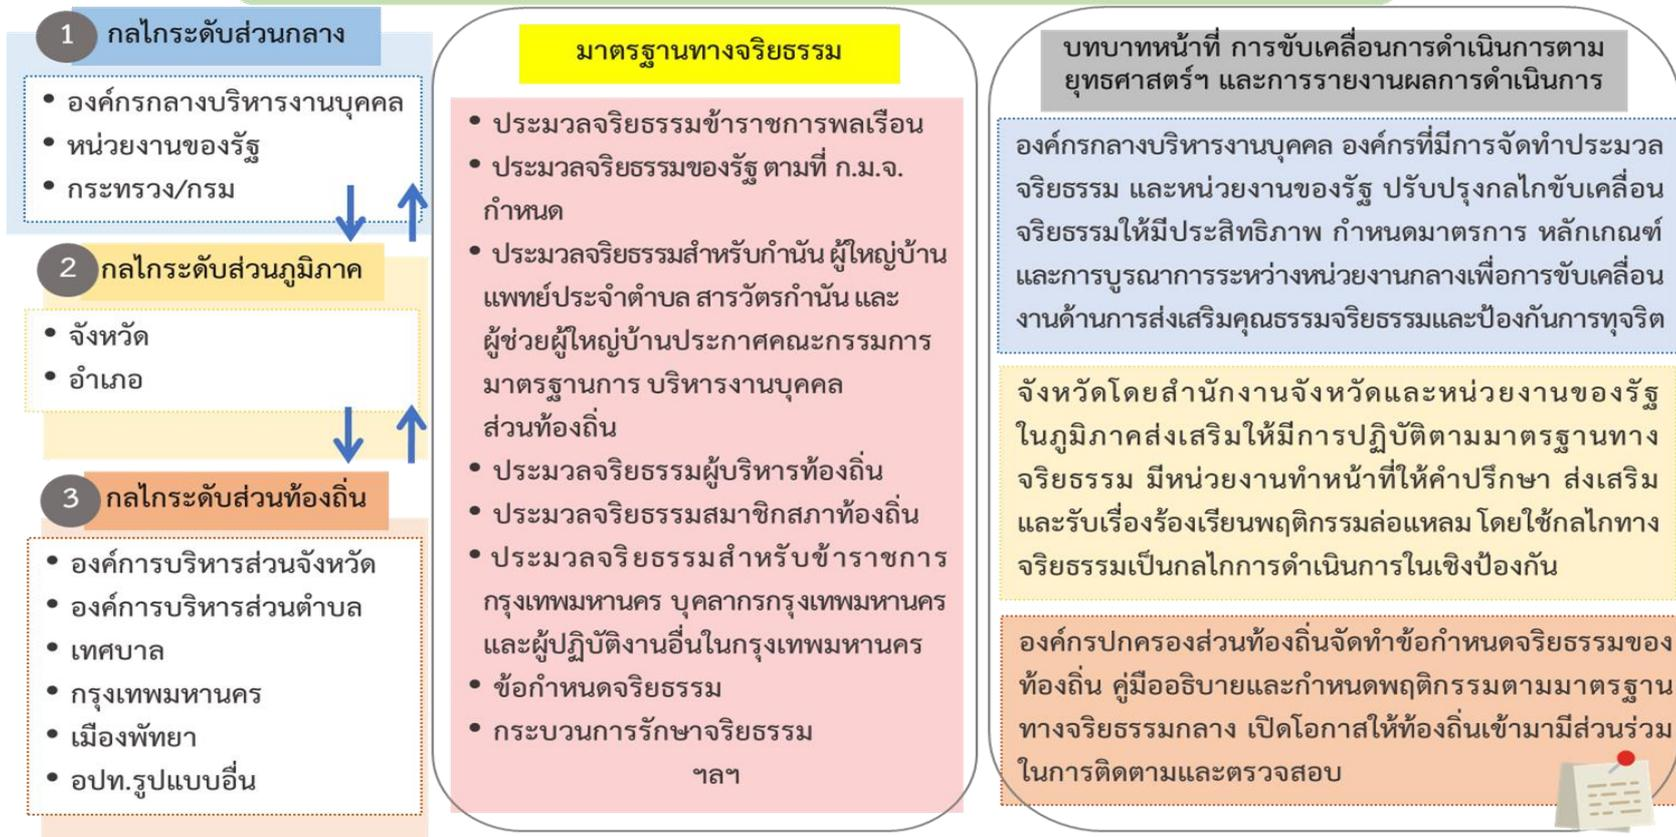 1 กลไกระดับส่วนกลาง
• องค์กรกลางบริหารงานบุคคล
• หน่วยงานของรัฐ
• กระทรวง/กรม
2 กลไกระดับส่วนภูมิภาค
• จังหวัด
• อำเภอ
3 กลไกระดับส่วนท้องถิ่น
• องค์การบริหารส่วนจังหวัด
• องค์การบริหารส่วนตำบล
• เทศบาล
• กรุงเทพมหานคร
• เมืองพัทยา
• อปท.รูปแบบอื่น
มาตรฐานทางจริยธรรม
• ประมวลจริยธรรมข้าราชการพลเรือน
• ประมวลจริยธรรมของรัฐ ตามที่ ก.ม.จ.
กำหนด
• ประมวลจริยธรรมสำหรับกำนัน ผู้ใหญ่บ้าน
แพทย์ประจำตำบล สารวัตรกำนัน และ
ผู้ช่วยผู้ใหญ่บ้านประกาศคณะกรรมการ
มาตรฐานการ บริหารงานบุคคล
ส่วนท้องถิ่น
• ประมวลจริยธรรมผู้บริหารท้องถิ่น
• ประมวลจริยธรรมสมาชิกสภาท้องถิ่น
• ประมวลจริยธรรมสำหรับข้าราชการ
กรุงเทพมหานคร บุคลากรกรุงเทพมหานคร
และผู้ปฏิบัติงานอื่นในกรุงเทพมหานคร
• ข้อกำหนดจริยธรรม
• กระบวนการรักษาจริยธรรม
ฯลฯ
บทบาทหน้าที่ การขับเคลื่อนการดำเนินการตาม
ยุทธศาสตร์ฯ และการรายงานผลการดำเนินการ
องค์กรกลางบริหารงานบุคคล องค์กรที่มีการจัดทำประมวล
จริยธรรม และหน่วยงานของรัฐ ปรับปรุงกลไกขับเคลื่อน
จริยธรรมให้มีประสิทธิภาพ กำหนดมาตรการ หลักเกณฑ์
และการบูรณาการระหว่างหน่วยงานกลางเพื่อการขับเคลื่อน
งานด้านการส่งเสริมคุณธรรมจริยธรรมและป้องกันการทุจริต
จังหวัดโดยสำนักงานจังหวัดและหน่วยงานของรัฐ
ในภูมิภาคส่งเสริมให้มีการปฏิบัติตามมาตรฐานทาง
จริยธรรม มีหน่วยงานทำหน้าที่ให้คำปรึกษา ส่งเสริม
และรับเรื่องร้องเรียนพฤติกรรมล่อแหลม โดยใช้กลไกทาง
จริยธรรมเป็นกลไกการดำเนินการในเชิงป้องกัน
องค์กรปกครองส่วนท้องถิ่นจัดทำข้อกำหนดจริยธรรมของ
ท้องถิ่น คู่มืออธิบายและกำหนดพฤติกรรมตามมาตรฐาน
ทางจริยธรรมกลาง เปิดโอกาสให้ท้องถิ่นเข้ามามีส่วนร่วม
ในการติดตามและตรวจสอบ